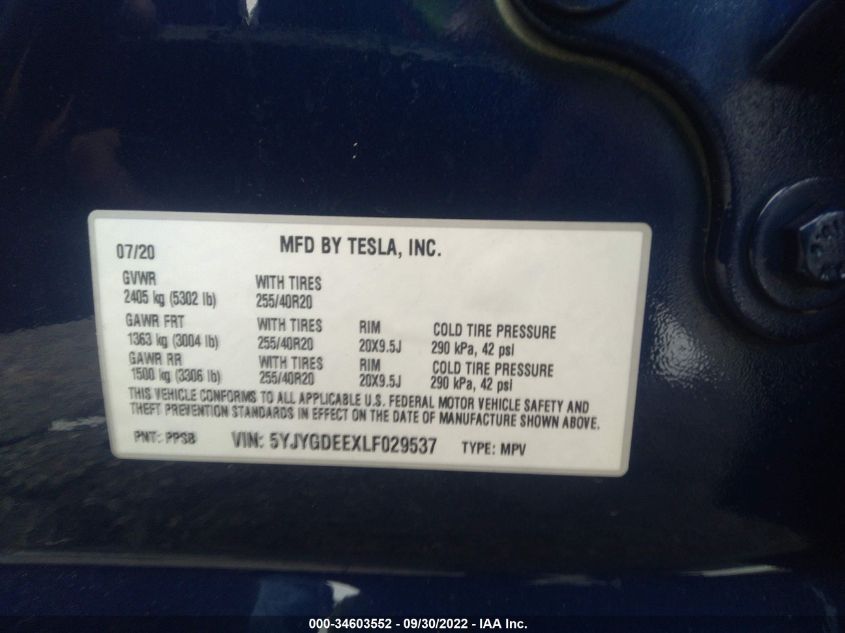 07/20 MFD BY TESLA, INC.
GVWR WITH TIRES
2405 kg (5302 lb) 255/40R20
GAWR FRT WITH TIRES RIM COLD TIRE PRESSURE
1363 kg (3004 lb) 255/40R20 20X9.5J 290 kPa, 42 psi
GAWR RR WITH TIRES RIM COLD TIRE PRESSURE
1500 kg (3306 lb) 255/40R20 20X9.5J 290 kPa, 42 psi
THIS VEHICLE CONFORMS TO ALL APPLICABLE U.S. FEDERAL MOTOR VEHICLE SAFETY AND
THEFT PREVENTION STANDARDS IN EFFECT ON THE DATE OF MANUFACTURE SHOWN ABOVE.
PNT: PPSB VIN: 5YJYGDEEXLF029537 TYPE: MPV
000-34603552 - 09/30/2022 - IAA Inc.